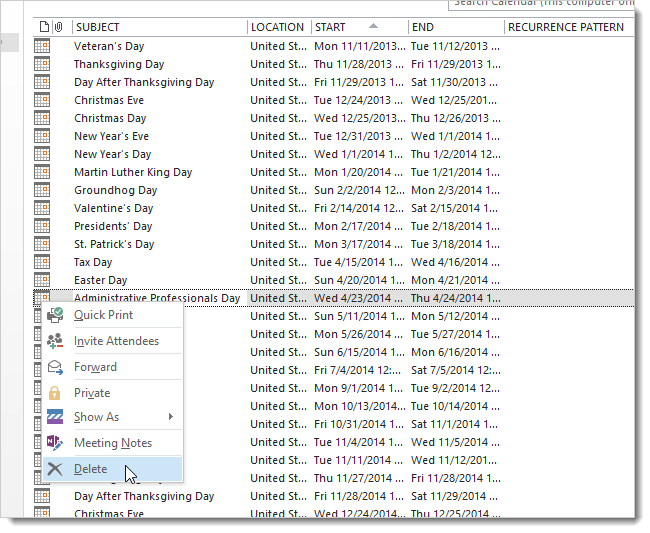 Search Calendar (This computer onl
SUBJECT LOCATION START END RECURRENCE PATTERN
Veteran's Day United St... Mon 11/11/2013... Tue 11/12/2013 ...
Thanksgiving Day United St... Thu 11/28/2013 ... Fri 11/29/2013 1...
Day After Thanksgiving Day United St... Fri 11/29/2013 1... Sat 11/30/2013 ...
Christmas Eve United St... Tue 12/24/2013 ... Wed 12/25/201...
Christmas Day United St... Wed 12/25/2013... Thu 12/26/2013 ...
New Year's Eve United St... Tue 12/31/2013 ... Wed 1/1/2014 1...
New Year's Day United St... Wed 1/1/2014 1... Thu 1/2/2014 12...
Martin Luther King Day United St... Mon 1/20/2014 ... Tue 1/21/2014 1...
Groundhog Day United St... Sun 2/2/2014 12... Mon 2/3/2014 1...
Valentine's Day United St... Fri 2/14/2014 12... Sat 2/15/2014 1...
Presidents' Day United St... Mon 2/17/2014 ... Tue 2/18/2014 1...
St. Patrick's Day United St... Mon 3/17/2014 ... Tue 3/18/2014 1...
Tax Day United St... Tue 4/15/2014 1... Wed 4/16/2014 ...
Easter Day United St... Sun 4/20/2014 1... Mon 4/21/2014 ...
Administrative Professionals Day United St... Wed 4/23/2014 ... Thu 4/24/2014 1...
Quick Print United St... Sun 5/11/2014 1... Mon 5/12/2014 ...
Invite Attendees United St... Mon 5/26/2014 ... Tue 5/27/2014 1...
United St... Sun 6/15/2014 1... Mon 6/16/2014 ...
Forward United St... Fri 7/4/2014 12:... Sat 7/5/2014 12:...
Private United St... Mon 9/1/2014 1... Tue 9/2/2014 12...
United St... Mon 10/13/2014... Tue 10/14/2014 ...
Show As United St... Fri 10/31/2014 1... Sat 11/1/2014 1...
Meeting Notes United St... Tue 11/4/2014 1... Wed 11/5/2014 ...
United St... Tue 11/11/2014 ... Wed 11/12/201...
Delete United St... Thu 11/27/2014 ... Fri 11/28/2014 1...
Day After Thanksgiving Day United St... Fri 11/28/2014 1... Sat 11/29/2014 ...
Christmas Eve United St... Wed 12/24/2014... Thu 12/25/2014 ...